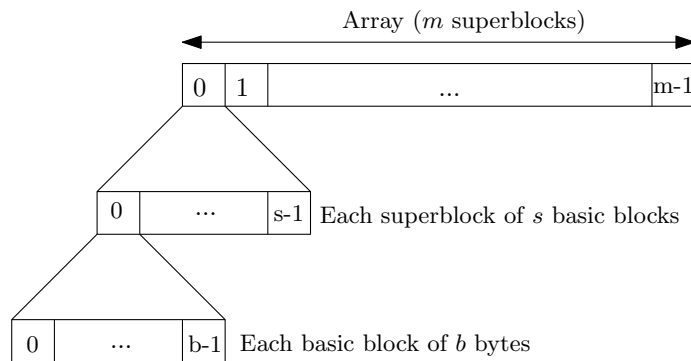 Array (m superblocks)
0 1 ... m-1
0 ... s-1 Each superblock of s basic blocks
0 ... b-1 Each basic block of b bytes